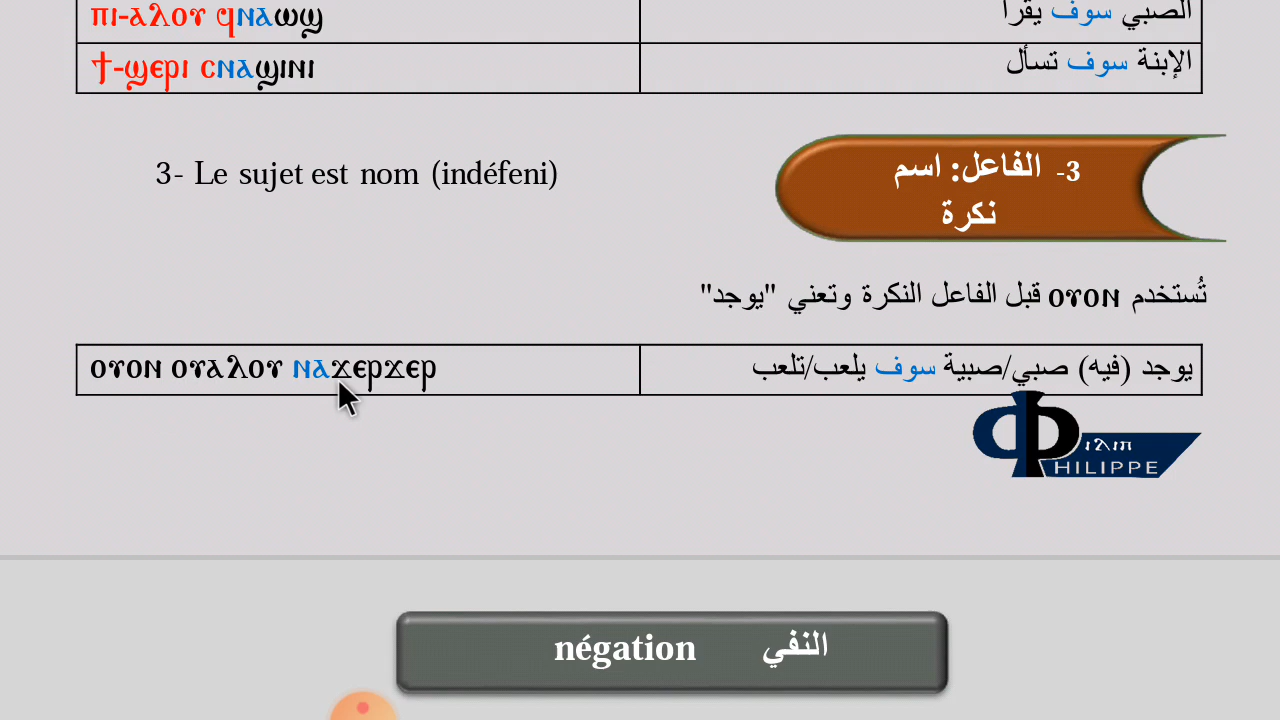 ⲡⲓ-ⲁⲗⲟⲩ ϥⲛⲁⲱϣ الصبي سوف يقرأ
ϯ-ϣⲉⲣⲓ ⲥⲛⲁϣⲓⲛⲓ الإبنة سوف تسأل
3- Le sujet est nom (indéfeni)
3- الفاعل: اسم
نكرة
تُستخدم ⲟⲩⲟⲛ قبل الفاعل النكرة وتعني "يوجد"
ⲟⲩⲟⲛ ⲟⲩⲁⲗⲟⲩ ⲛⲁϫⲉⲣϫⲉⲣ يوجد (فيه) صبي/صبية سوف يلعب/تلعب
Ⲫⲓⲗⲓⲡ
PHILIPPE
négation النفي